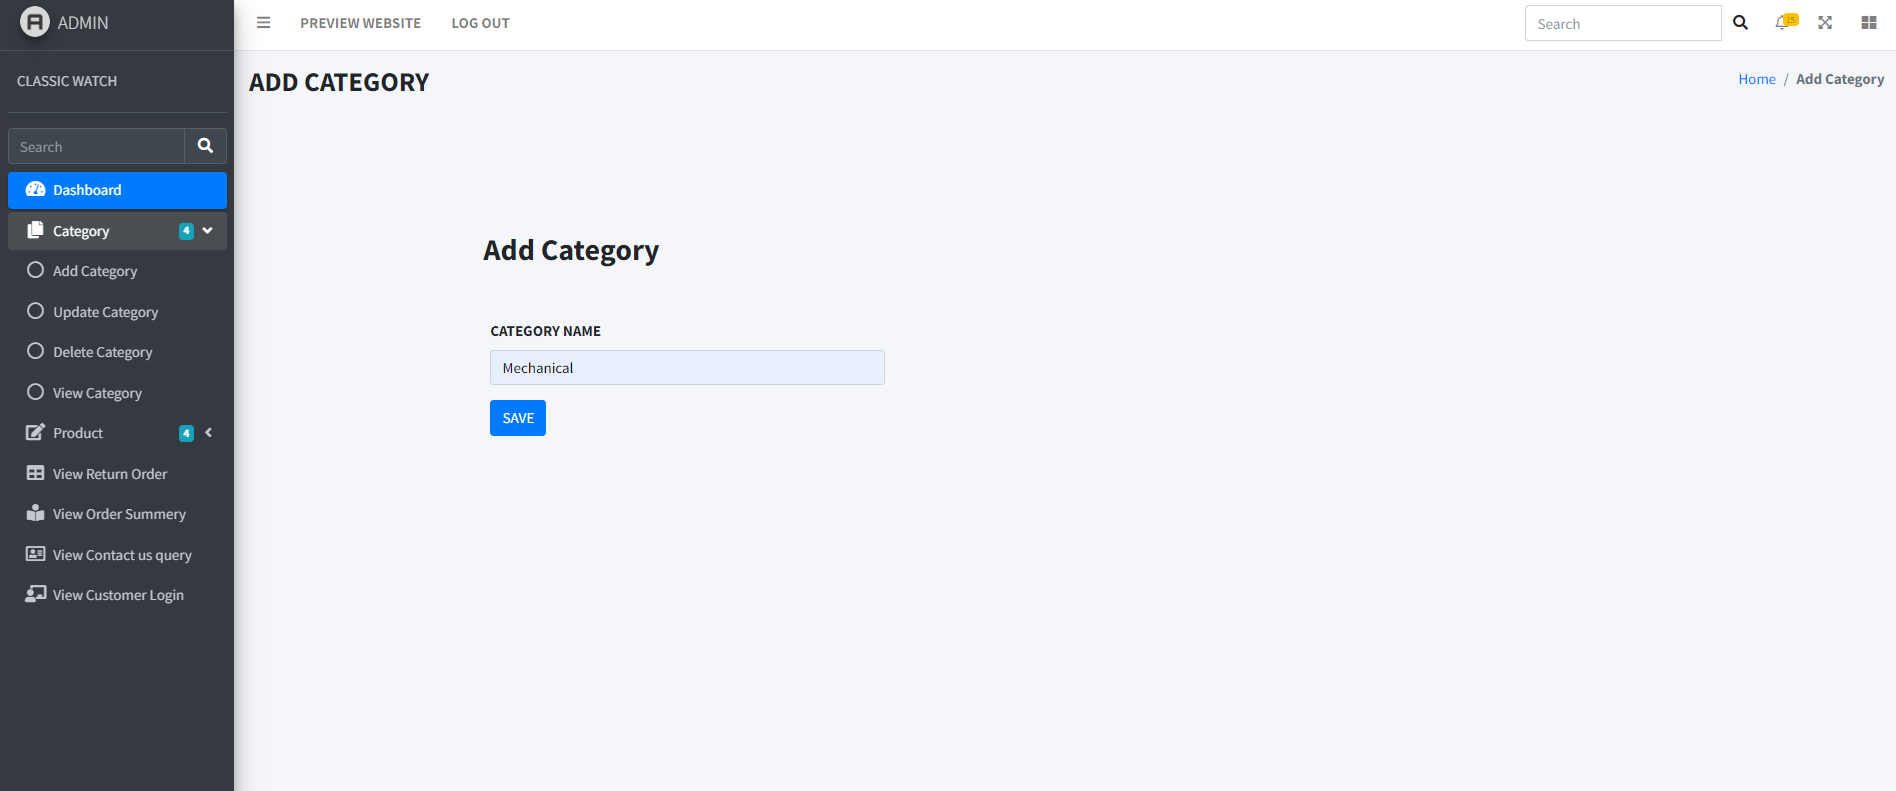 ADMIN
PREVIEW WEBSITE
LOG OUT
Search
15
CLASSIC WATCH
ADD CATEGORY
Home / Add Category
Search
Dashboard
Category 4
Add Category
Update Category
Delete Category
View Category
Product 4
View Return Order
View Order Summery
View Contact us query
View Customer Login
Add Category
CATEGORY NAME
Mechanical
SAVE